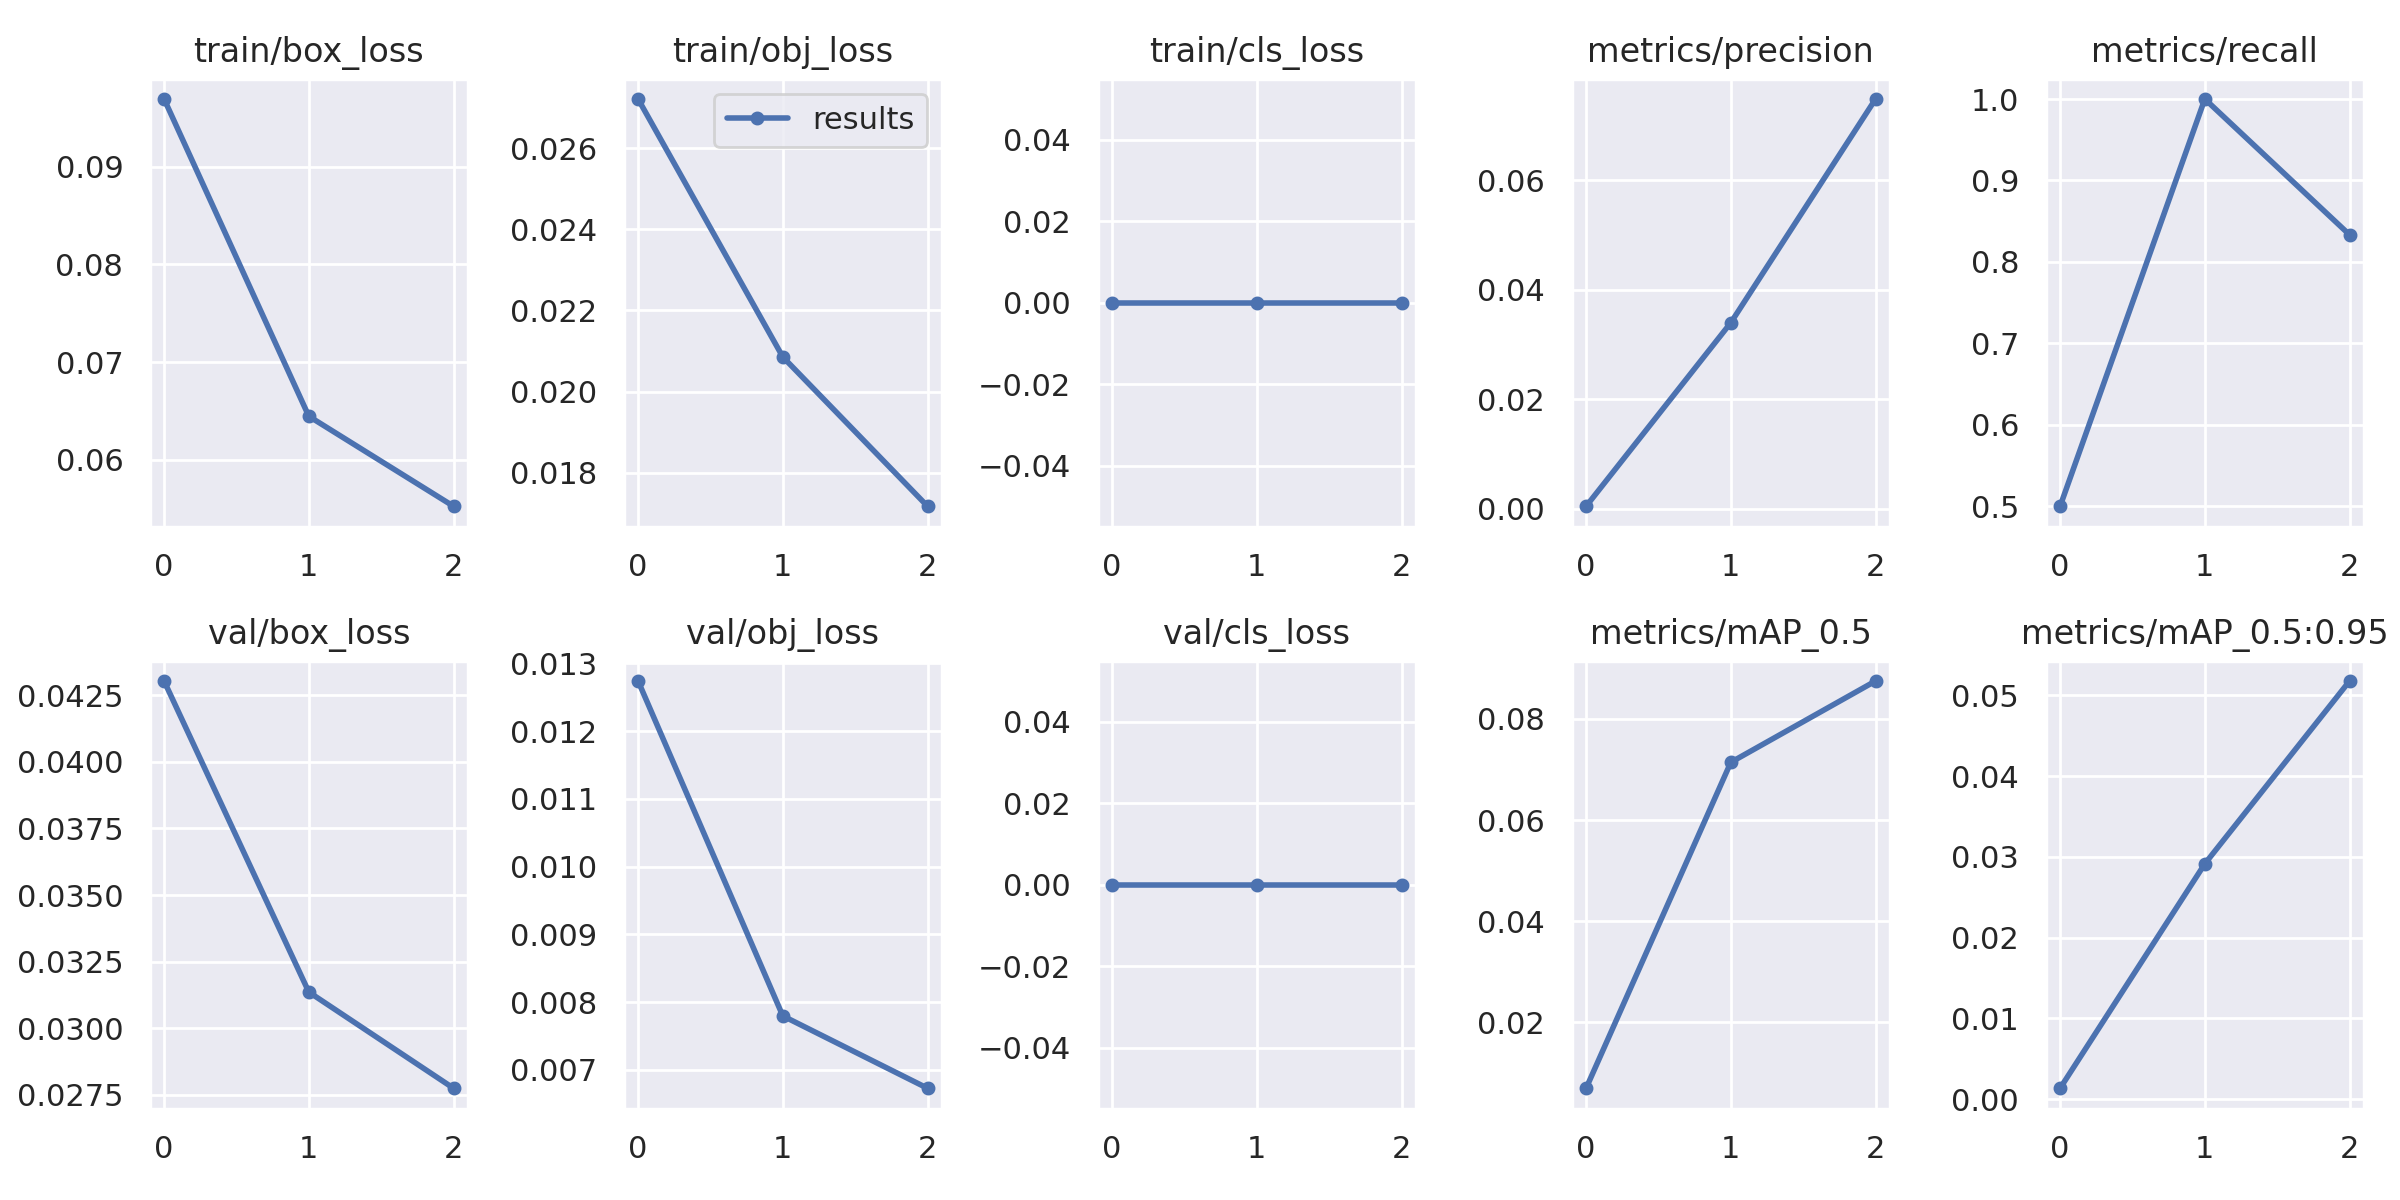 train/box_loss
0.09
0.08
0.07
0.06
0 1 2
train/obj_loss
results
0.026
0.024
0.022
0.020
0.018
0 1 2
train/cls_loss
0.04
0.02
0.00
−0.02
−0.04
0 1 2
metrics/precision
0.06
0.04
0.02
0.00
0 1 2
metrics/recall
1.0
0.9
0.8
0.7
0.6
0.5
0 1 2
val/box_loss
0.0425
0.0400
0.0375
0.0350
0.0325
0.0300
0.0275
0 1 2
val/obj_loss
0.013
0.012
0.011
0.010
0.009
0.008
0.007
0 1 2
val/cls_loss
0.04
0.02
0.00
−0.02
−0.04
0 1 2
metrics/mAP_0.5
0.08
0.06
0.04
0.02
0 1 2
metrics/mAP_0.5:0.95
0.05
0.04
0.03
0.02
0.01
0.00
0 1 2